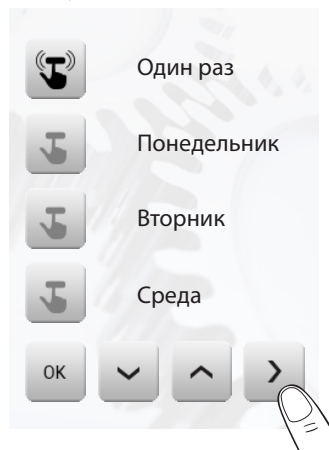 Один раз
Понедельник
Вторник
Среда
OK